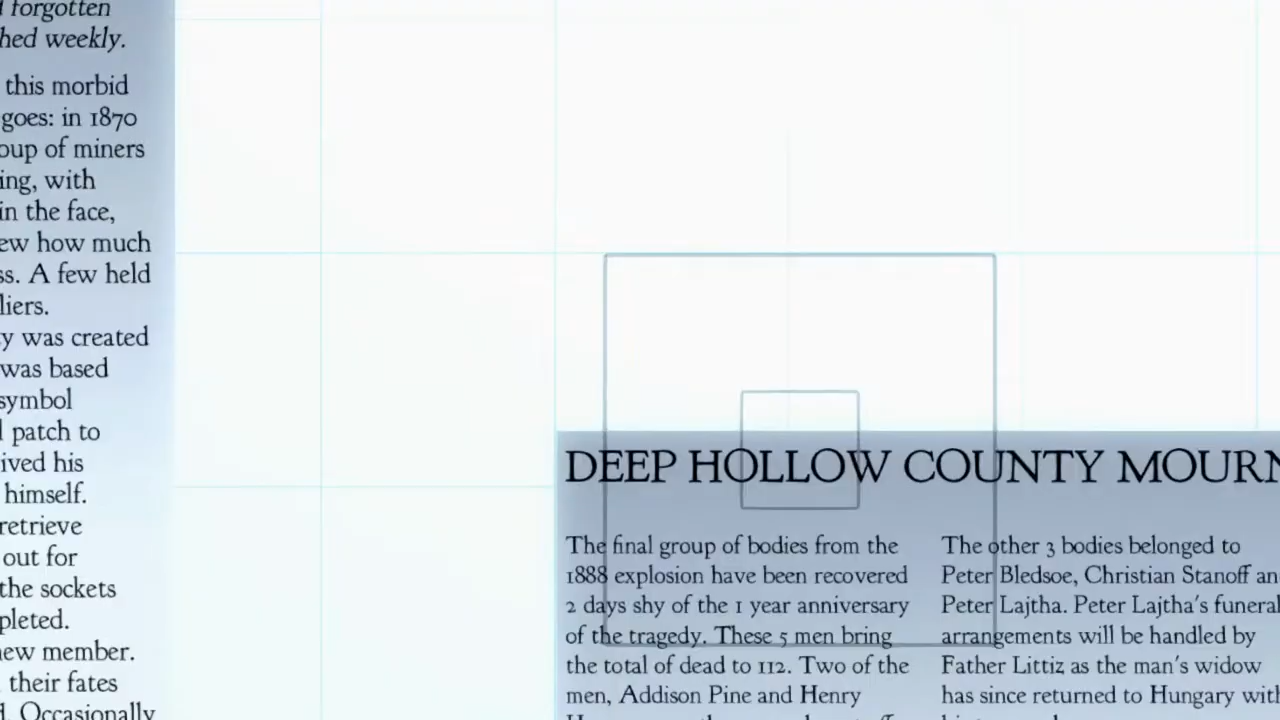 forgotten
hed weekly.
this morbid
goes: in 1870
oup of miners
ing, with
in the face,
ew how much
ss. A few held
liers.
y was created
was based
symbol
patch to
ived his
himself.
retrieve
out for
the sockets
pleted.
new member.
their fates
d. Occasionally
DEEP HOLLOW COUNTY MOURN
The final group of bodies from the
1888 explosion have been recovered
2 days shy of the 1 year anniversary
of the tragedy. These 5 men bring
the total of dead to 112. Two of the
men, Addison Pine and Henry
The other 3 bodies belonged to
Peter Bledsoe, Christian Stanoff an
Peter Lajtha. Peter Lajtha's funeral
arrangements will be handled by
Father Littiz as the man's widow
has since returned to Hungary with